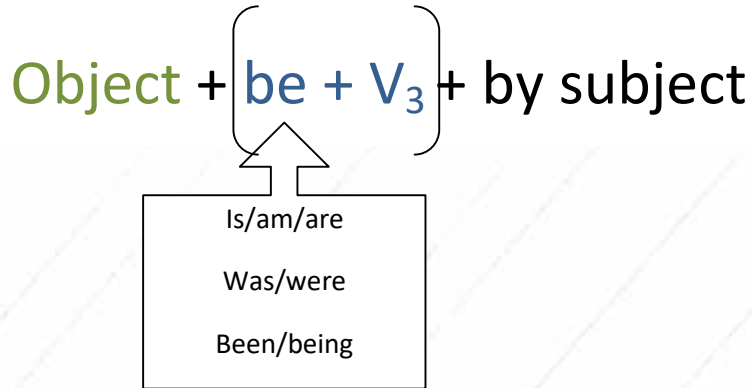 Object + be + V₃ + by subject
Is/am/are
Was/were
Been/being